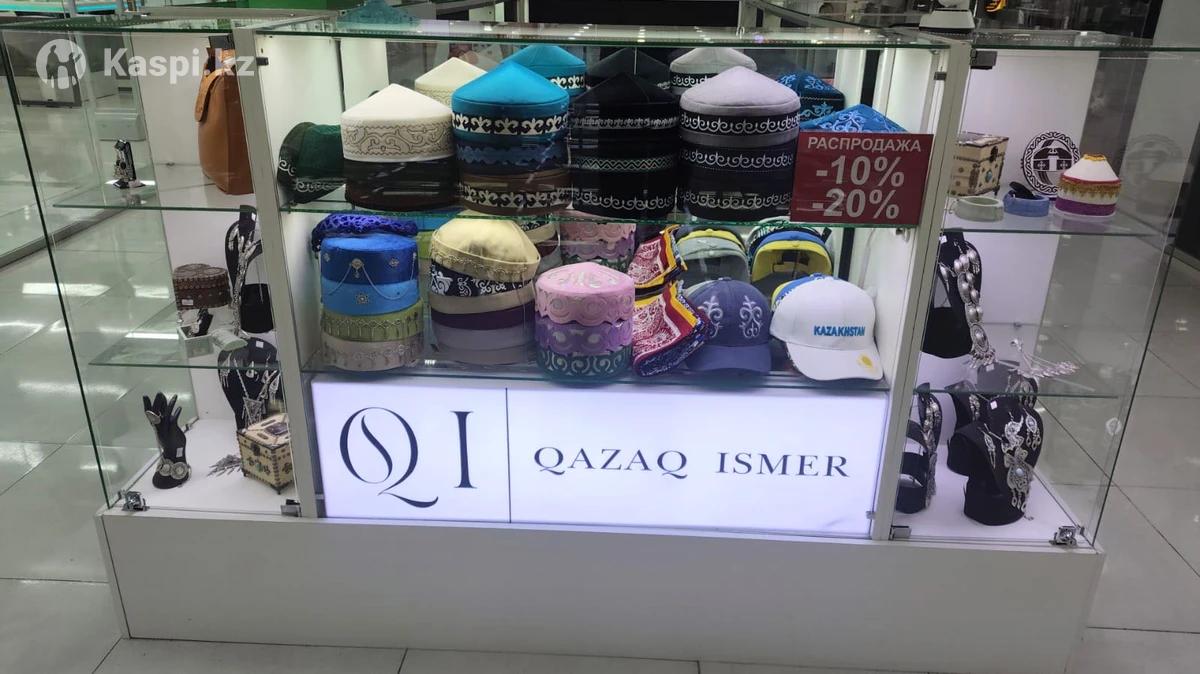 Kaspi.kz
РАСПРОДАЖА
-10%
-20%
KAZAKHSTAN
QI
QAZAQ ISMER